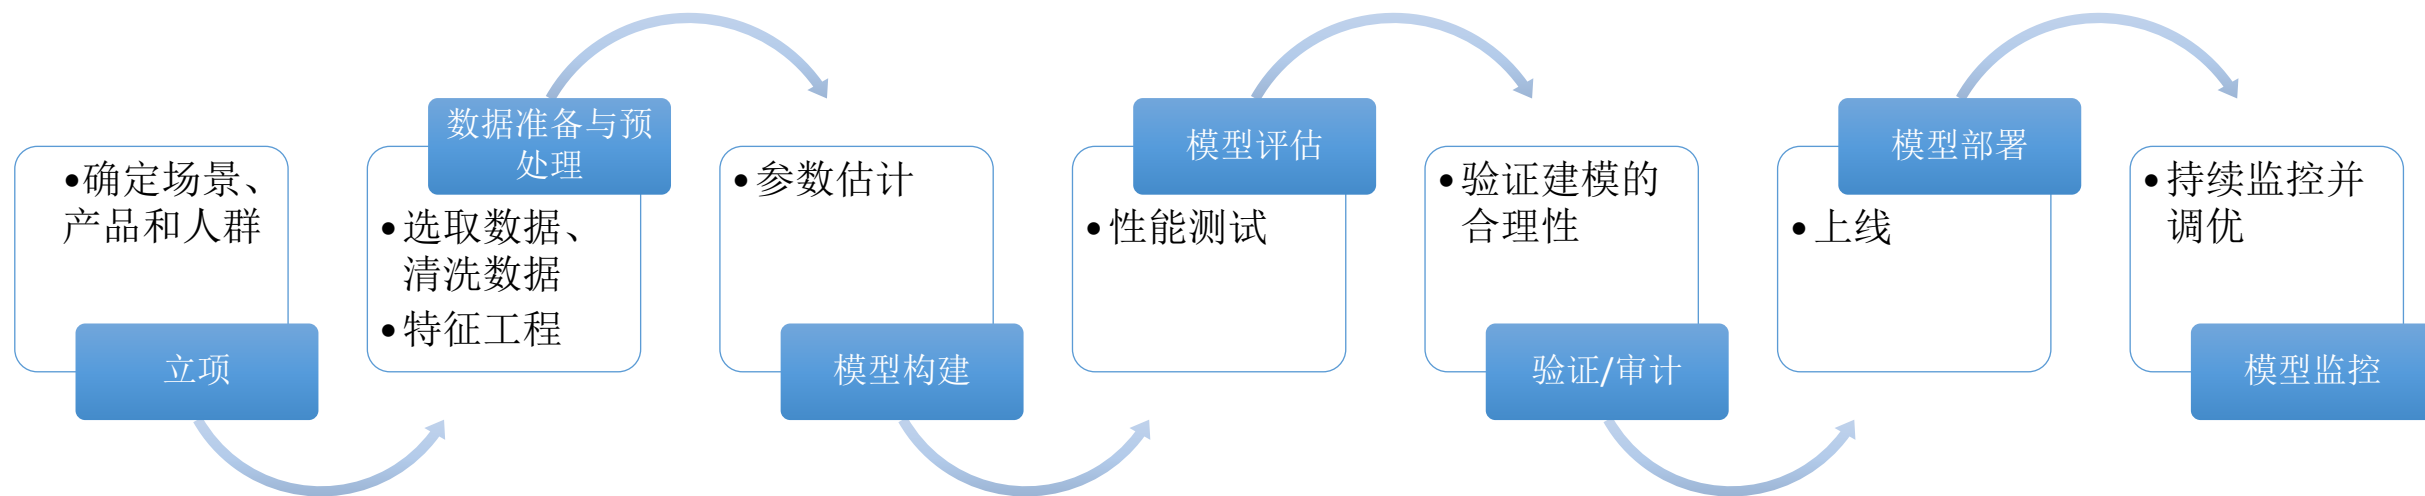 •确定场景、
产品和人群
立项
数据准备与预
处理
•选取数据、
清洗数据
•特征工程
•参数估计
模型构建
模型评估
•性能测试
•验证建模的
合理性
验证/审计
模型部署
•上线
•持续监控并
调优
模型监控